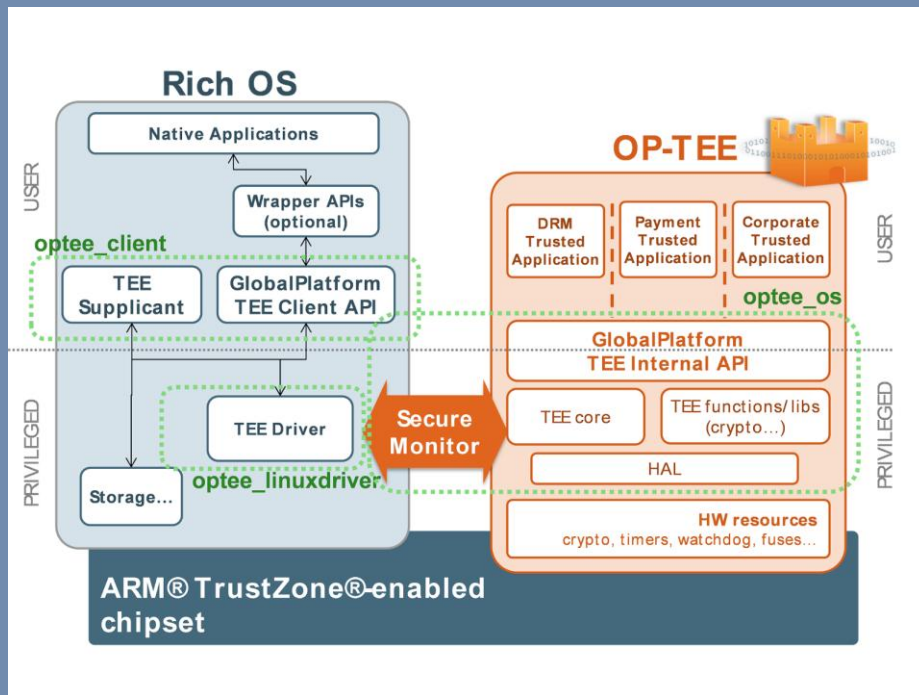 Rich OS
Native Applications
Wrapper APIs
(optional)
optee_client
TEE
Supplicant
GlobalPlatform
TEE Client API
TEE Driver
optee_linuxdriver
Storage...
USER
PRIVILEGED
Secure
Monitor
OP-TEE
DRM
Trusted
Application
Payment
Trusted
Application
Corporate
Trusted
Application
optee_os
GlobalPlatform
TEE Internal API
TEE core
TEE functions/libs
(crypto...)
HAL
HW resources
crypto, timers, watchdog, fuses...
USER
PRIVILEGED
ARM® TrustZone®-enabled
chipset